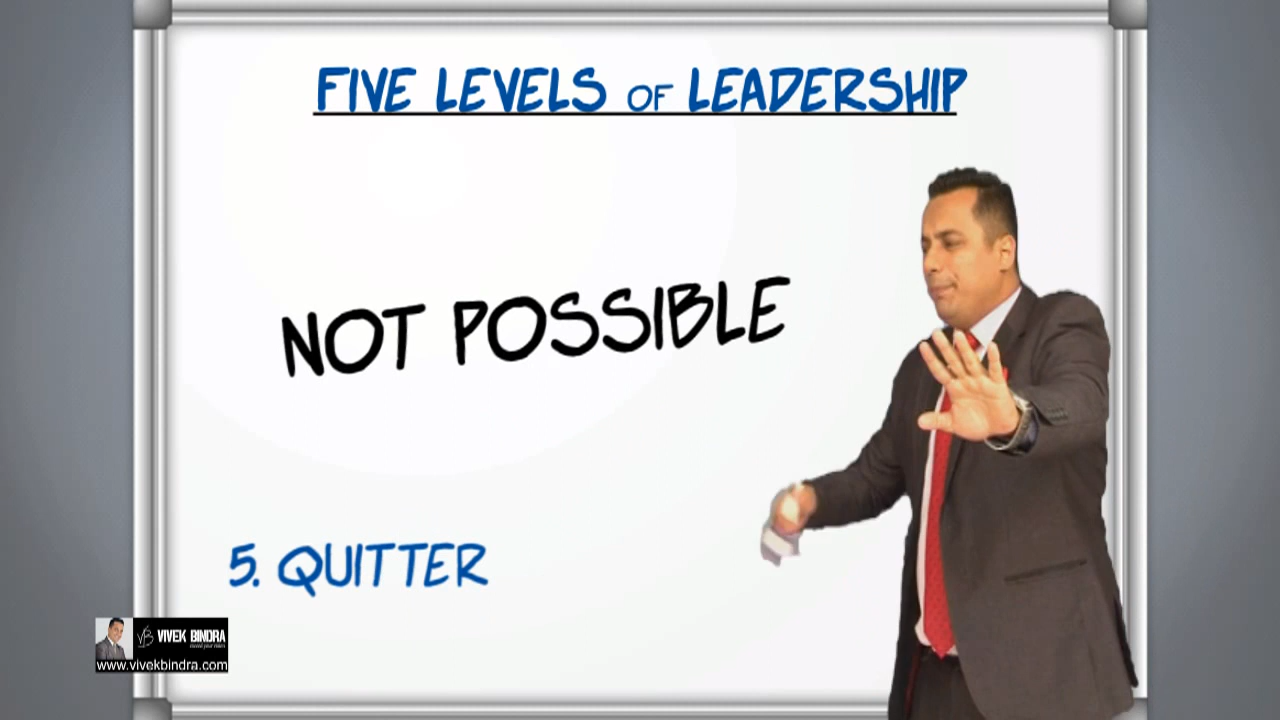 FIVE LEVELS OF LEADERSHIP
NOT POSSIBLE
5. QUITTER
VIVEK BINDRA
www.vivekbindra.com